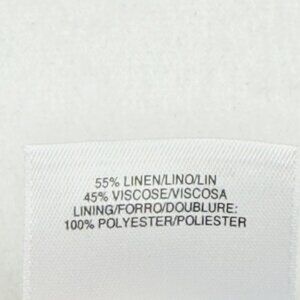 55% LINEN/LINO/LIN
45% VISCOSE/VISCOSA
LINING/FORRO/DOUBLURE:
100% POLYESTER/POLIESTER